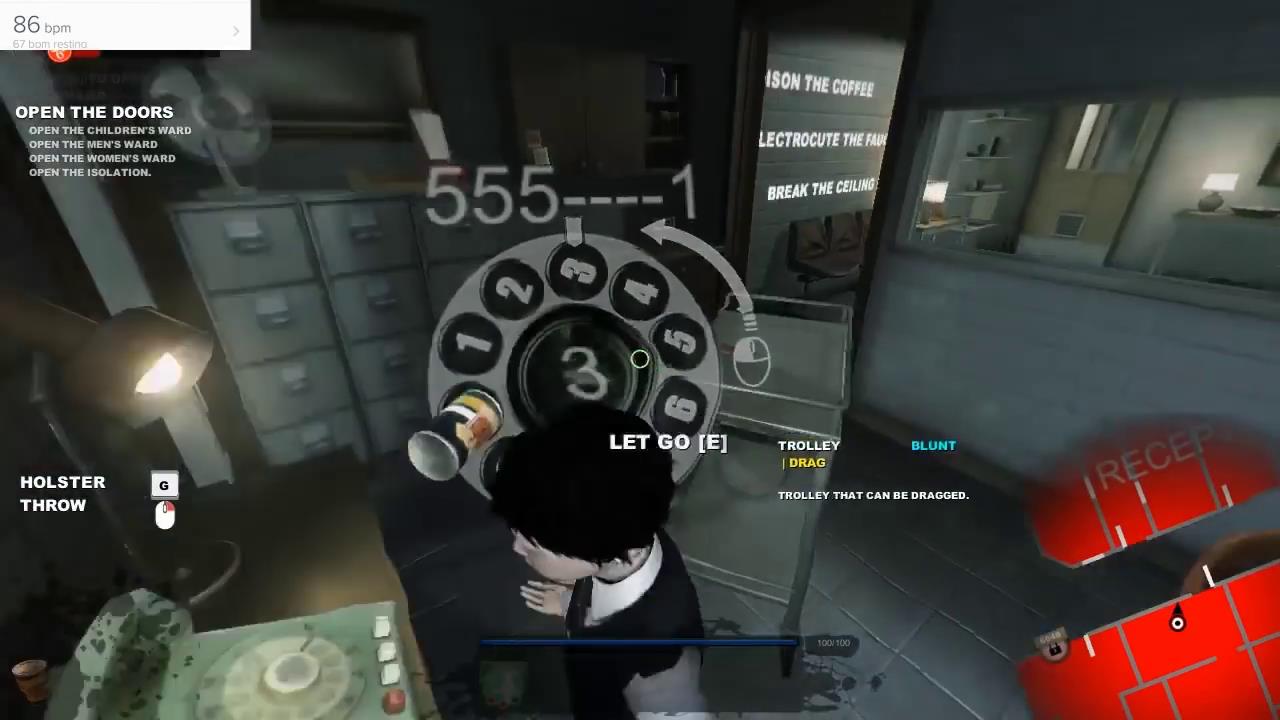 86 bpm
67 bpm resting
OPEN THE DOORS
OPEN THE CHILDREN'S WARD
OPEN THE MEN'S WARD
OPEN THE WOMEN'S WARD
OPEN THE ISOLATION.
ISON THE COFFEE
LECTROCUTE THE FAU
BREAK THE CEILING
555----1
1
2
3
4
5
6
3
LET GO [E]
TROLLEY
BLUNT
| DRAG
TROLLEY THAT CAN BE DRAGGED.
HOLSTER
G
THROW
RECEP
100/100